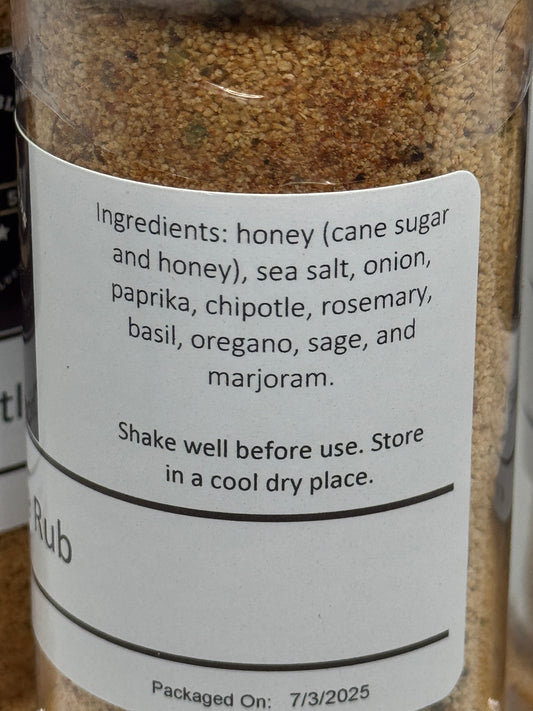 Ingredients: honey (cane sugar
and honey), sea salt, onion,
paprika, chipotle, rosemary,
basil, oregano, sage, and
marjoram.
Shake well before use. Store
in a cool dry place.
Rub
Packaged On: 7/3/2025